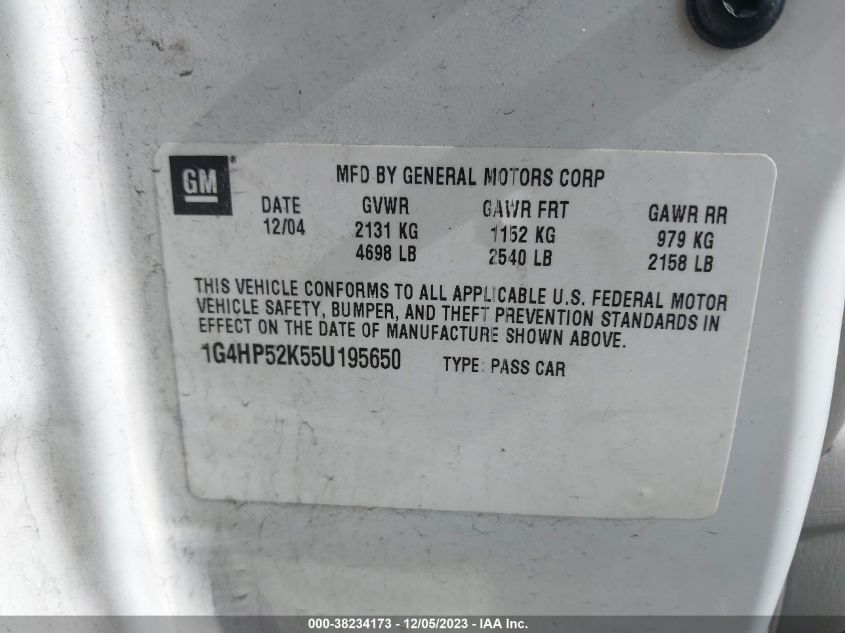 GM ®
MFD BY GENERAL MOTORS CORP
DATE GVWR GAWR FRT GAWR RR
12/04 2131 KG 1152 KG 979 KG
4698 LB 2540 LB 2158 LB
THIS VEHICLE CONFORMS TO ALL APPLICABLE U.S. FEDERAL MOTOR
VEHICLE SAFETY, BUMPER, AND THEFT PREVENTION STANDARDS IN
EFFECT ON THE DATE OF MANUFACTURE SHOWN ABOVE.
1G4HP52K55U195650 TYPE: PASS CAR
000-38234173 - 12/05/2023 - IAA Inc.